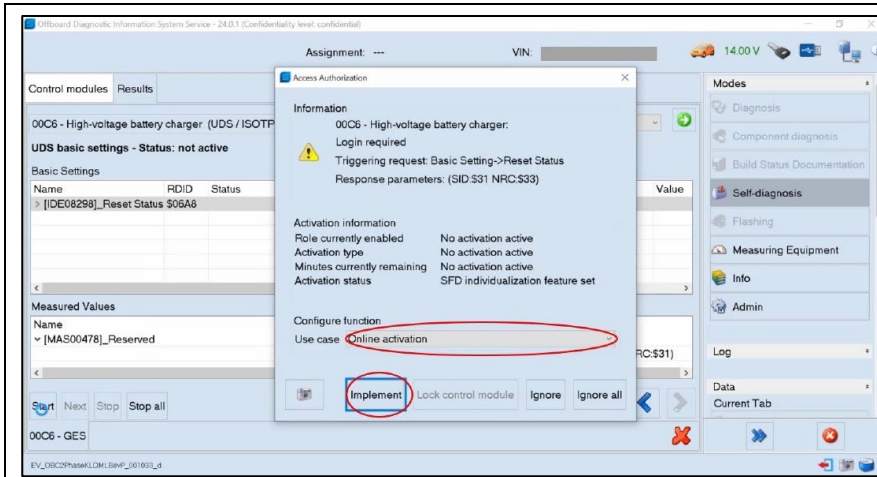 Offboard Diagnostic Information System Service - 24.0.1 (Confidentiality level: confidential)
Assignment: ---
VIN:
14.00 V
Control modules
Results
00C6 - High-voltage battery charger (UDS / ISOTP
UDS basic settings - Status: not active
Basic Settings
Name RDID Status Value
> [IDE08298]_Reset Status $06A8
Measured Values
Name
[MAS00478]_Reserved
RC:$31)
Start Next Stop Stop all
00C6 - GES
EV_OBC2PhaseKLOMLBevP_001033_d
Access Authorization
Information
00C6 - High-voltage battery charger:
Login required
Triggering request: Basic Setting->Reset Status
Response parameters: (SID:$31 NRC:$33)
Activation information
Role currently enabled No activation active
Activation type No activation active
Minutes currently remaining No activation active
Activation status SFD individualization feature set
Configure function
Use case Online activation
Implement Lock control module Ignore Ignore all
Modes
Diagnosis
Component diagnosis
Build Status Documentation
Self-diagnosis
Flashing
Measuring Equipment
Info
Admin
Log
Data
Current Tab